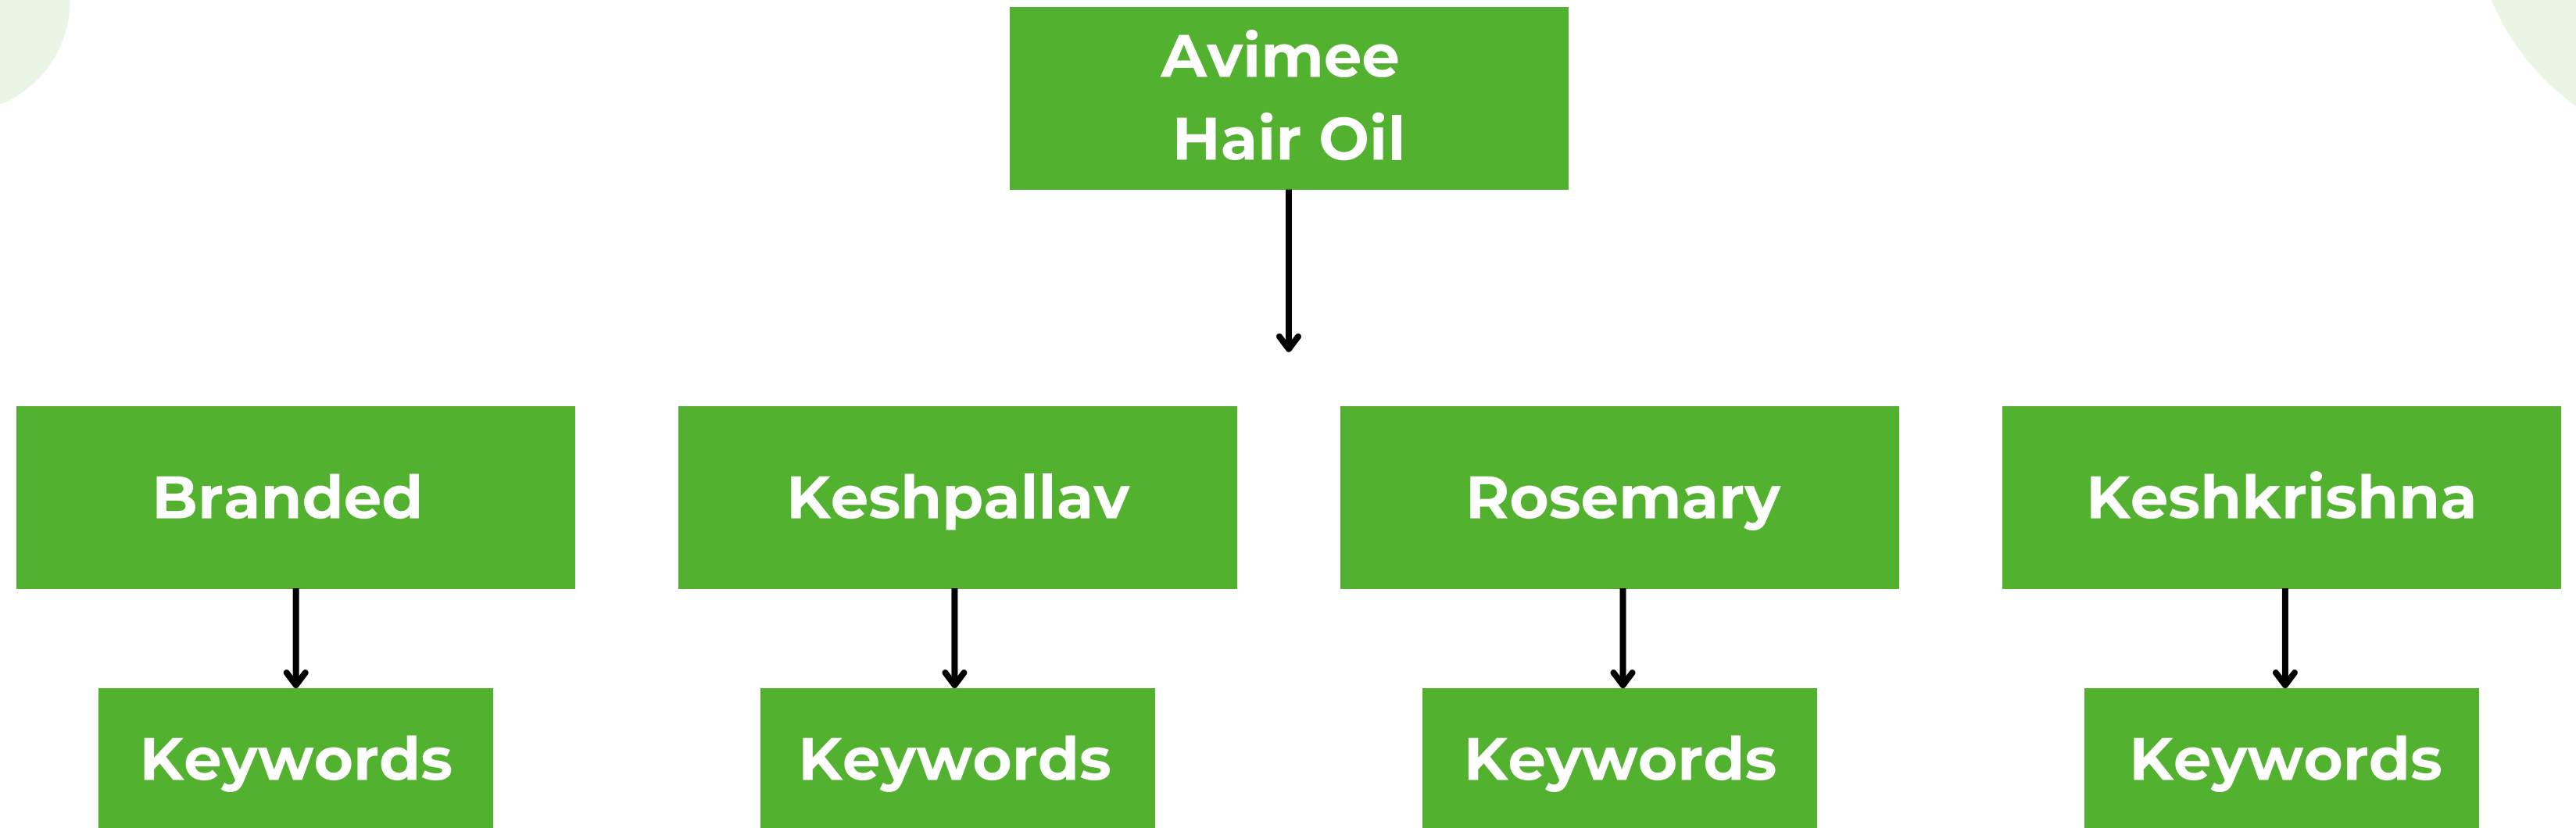 Avimee
Hair Oil
Branded
Keshpallav
Rosemary
Keshkrishna
Keywords
Keywords
Keywords
Keywords